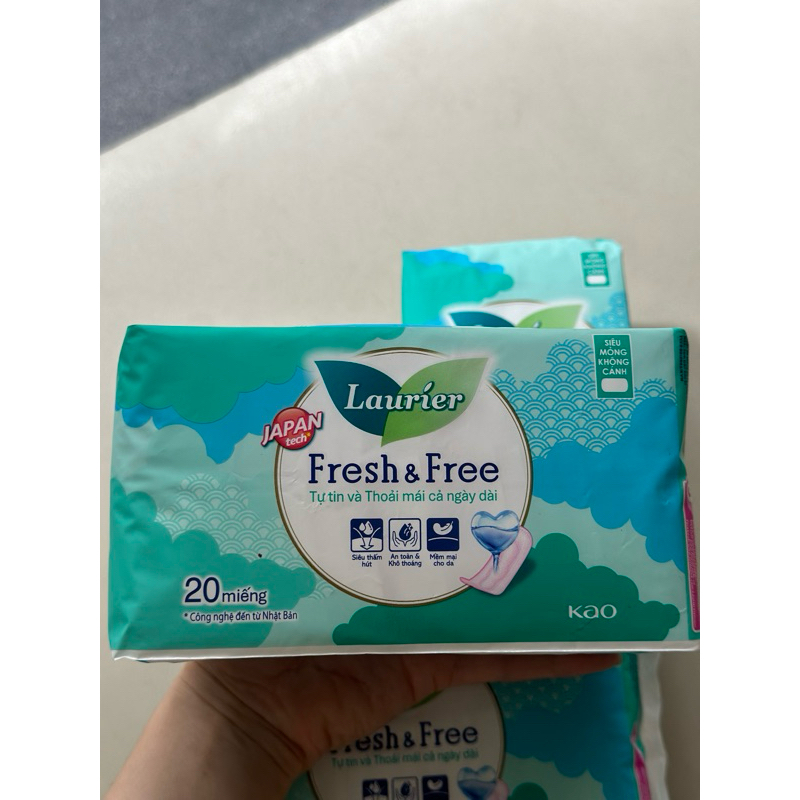 SIÊU
MỎNG
KHÔNG
CÁNH
Laurier
JAPAN
tech*
Fresh & Free
Tự tin và Thoải mái cả ngày dài
Siêu thấm
hút
An toàn &
Khô thoáng
Mềm mại
cho da
20 miếng
* Công nghệ đến từ Nhật Bản
Kao
Fresh & Free
Tự tin và Thoải mái cả ngày dài